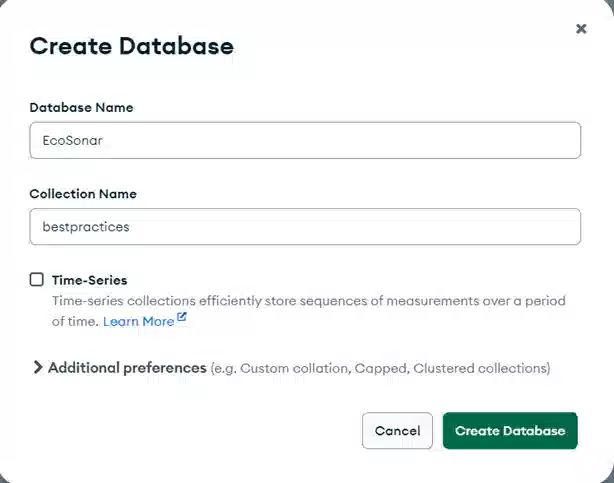 Create Database
Database Name
EcoSonar
Collection Name
bestpractices
Time-Series
Time-series collections efficiently store sequences of measurements over a period
of time. Learn More
Additional preferences (e.g. Custom collation, Capped, Clustered collections)
Cancel
Create Database